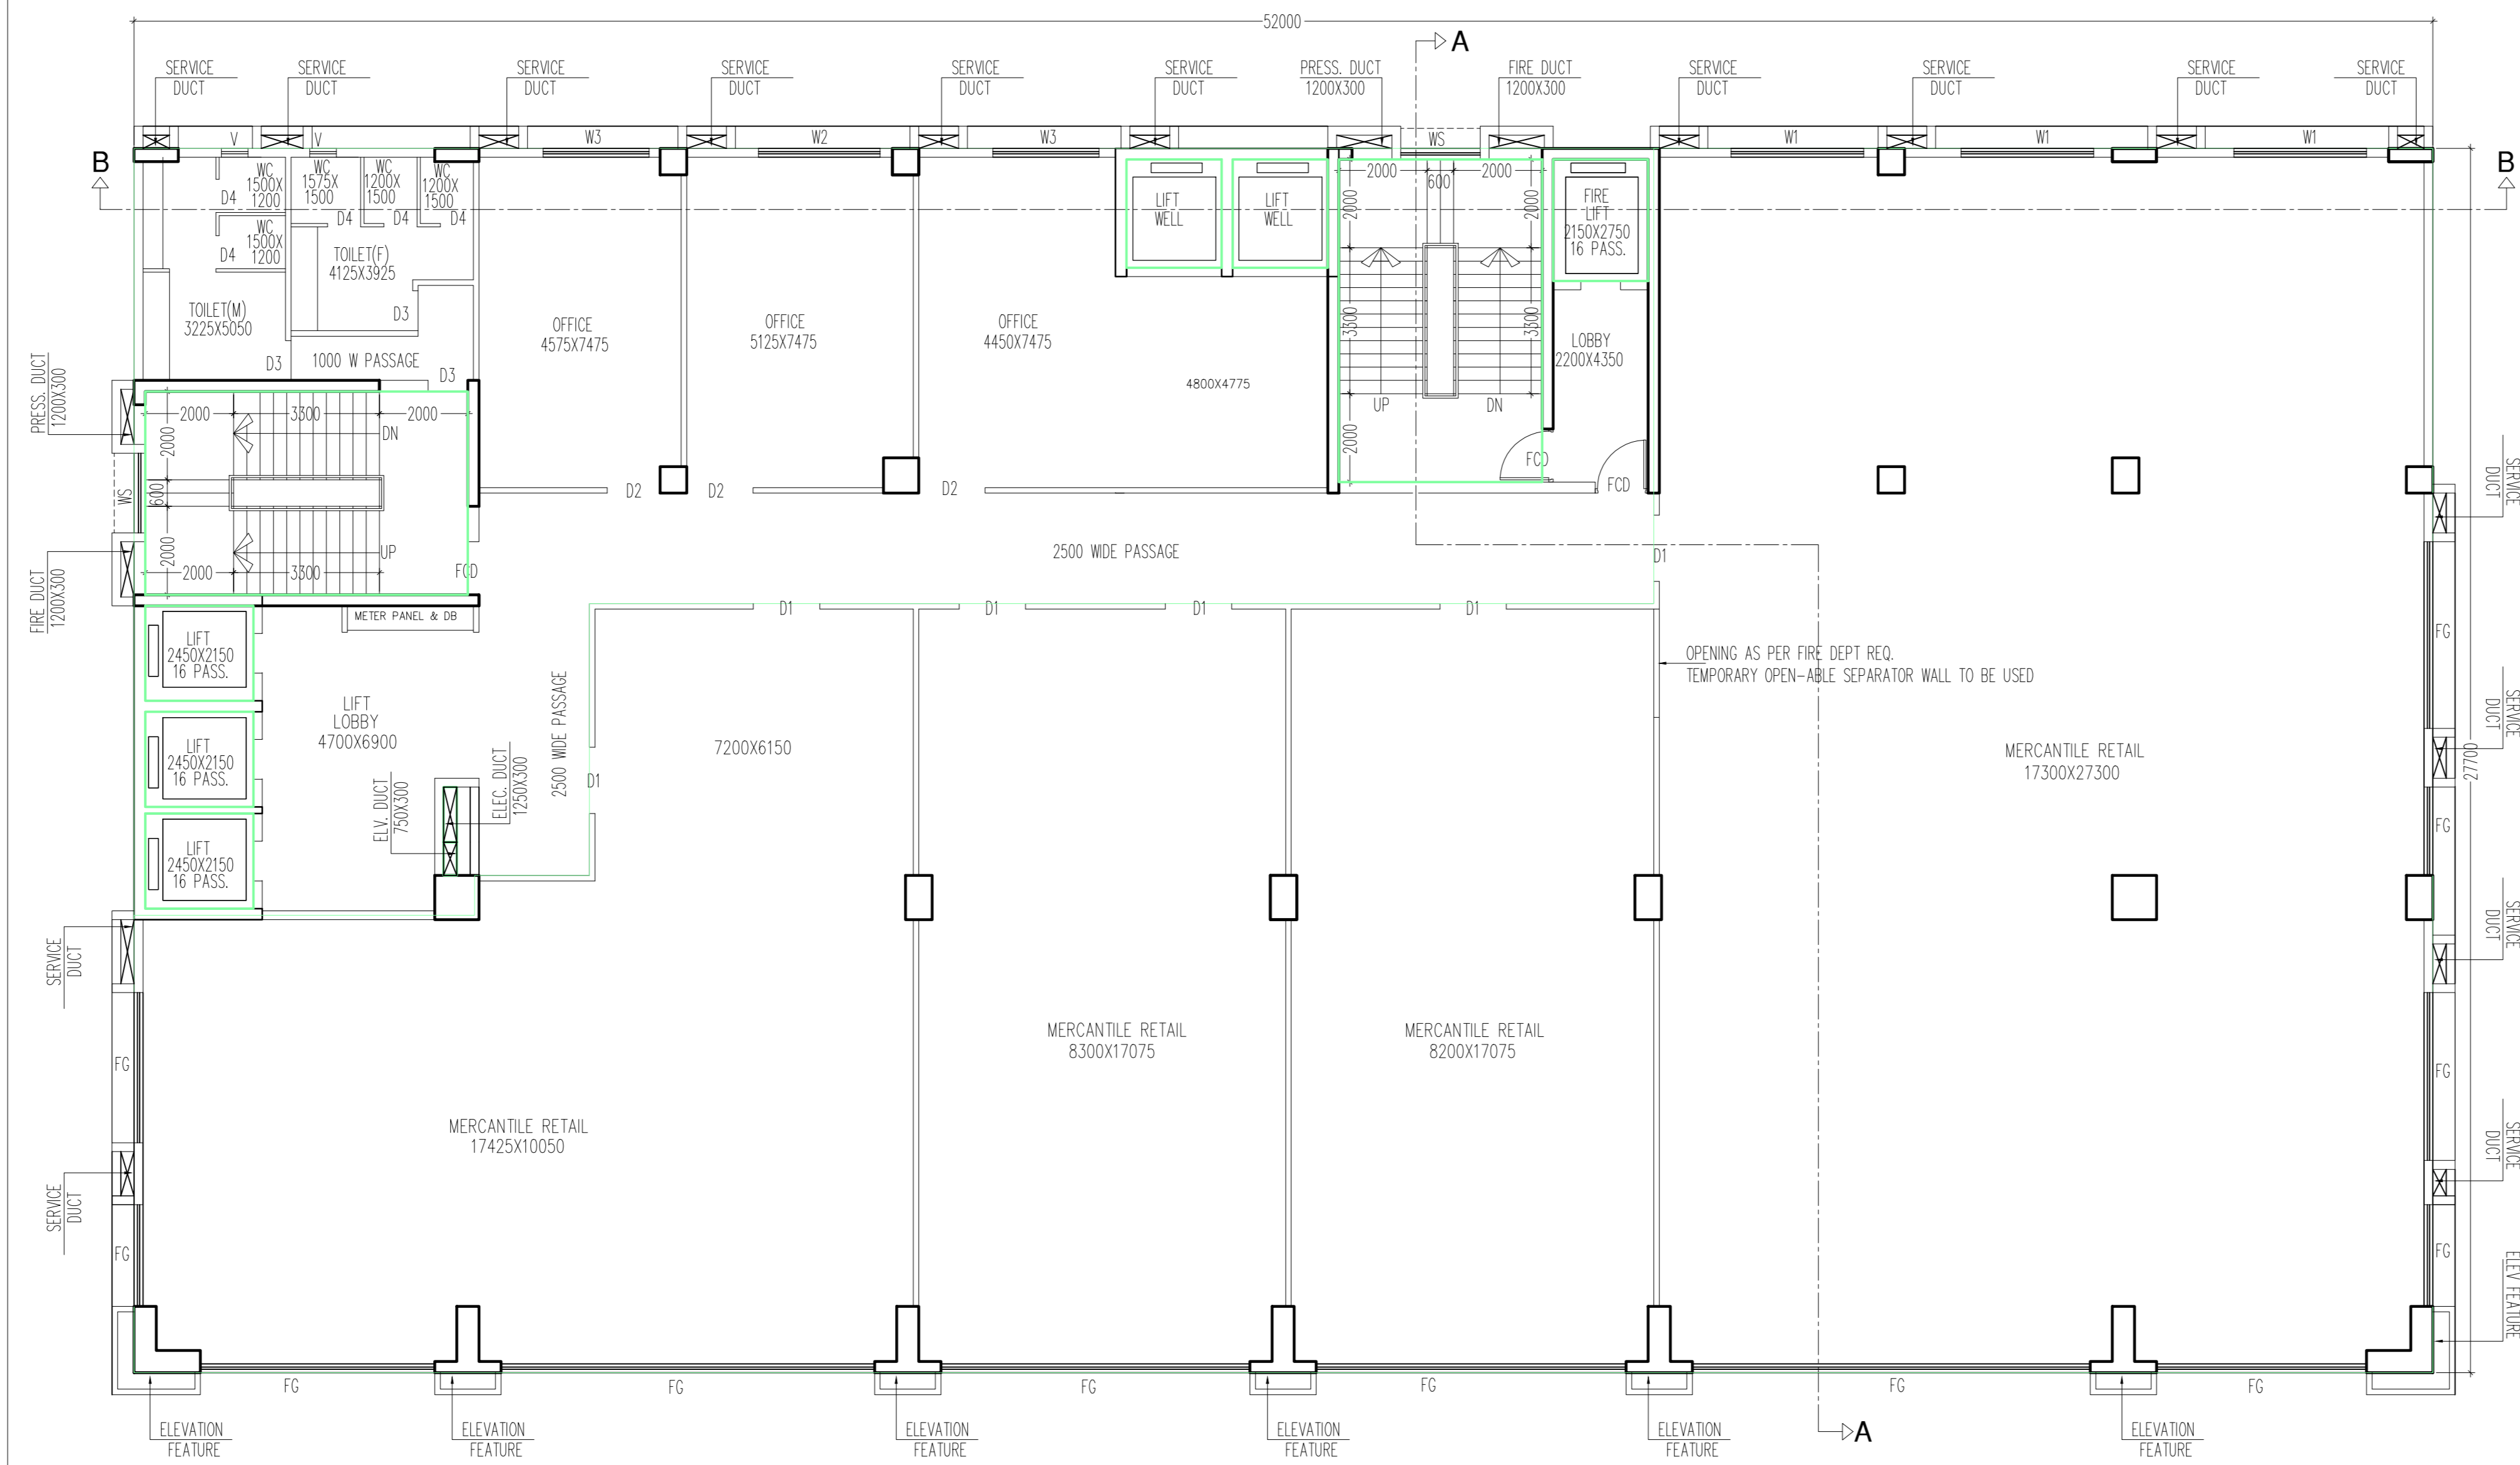 52000
A
SERVICE
DUCT
SERVICE
DUCT
SERVICE
DUCT
SERVICE
DUCT
SERVICE
DUCT
SERVICE
DUCT
PRESS. DUCT
1200X300
FIRE DUCT
1200X300
SERVICE
DUCT
SERVICE
DUCT
SERVICE
DUCT
SERVICE
DUCT
V
V
W3
W2
W3
WS
W1
W1
W1
B
B
WC
1500X
1200
WC
1575X
1500
WC
1200X
1500
WC
1200X
1500
D4
D4
D4
D4
WC
1500X
1200
D4
TOILET(F)
4125X3925
TOILET(M)
3225X5050
D3
D3
1000 W PASSAGE
D3
OFFICE
4575X7475
OFFICE
5125X7475
OFFICE
4450X7475
4800X4775
LIFT
WELL
LIFT
WELL
2000
600
2000
2000
2000
3300
3300
2000
UP
DN
FIRE
LIFT
2150X2750
16 PASS.
LOBBY
2200X4350
FCD
FCD
PRESS. DUCT
1200X300
2000
3300
2000
2000
DN
WS
600
2000
UP
2000
3300
FCD
FIRE DUCT
1200X300
D2
D2
D2
2500 WIDE PASSAGE
D1
D1
D1
D1
D1
METER PANEL & DB
LIFT
2450X2150
16 PASS.
LIFT
2450X2150
16 PASS.
LIFT
2450X2150
16 PASS.
LIFT
LOBBY
4700X6900
ELV. DUCT
750X300
ELEC. DUCT
1250X300
2500 WIDE PASSAGE
D1
7200X6150
OPENING AS PER FIRE DEPT REQ.
TEMPORARY OPEN-ABLE SEPARATOR WALL TO BE USED
MERCANTILE RETAIL
17300X27300
SERVICE
DUCT
FG
SERVICE
DUCT
27700
FG
SERVICE
DUCT
FG
SERVICE
DUCT
FG
ELEV FEATURE
SERVICE
DUCT
FG
SERVICE
DUCT
FG
MERCANTILE RETAIL
17425X10050
MERCANTILE RETAIL
8300X17075
MERCANTILE RETAIL
8200X17075
FG
FG
FG
FG
FG
FG
ELEVATION
FEATURE
ELEVATION
FEATURE
ELEVATION
FEATURE
ELEVATION
FEATURE
ELEVATION
FEATURE
A
ELEVATION
FEATURE